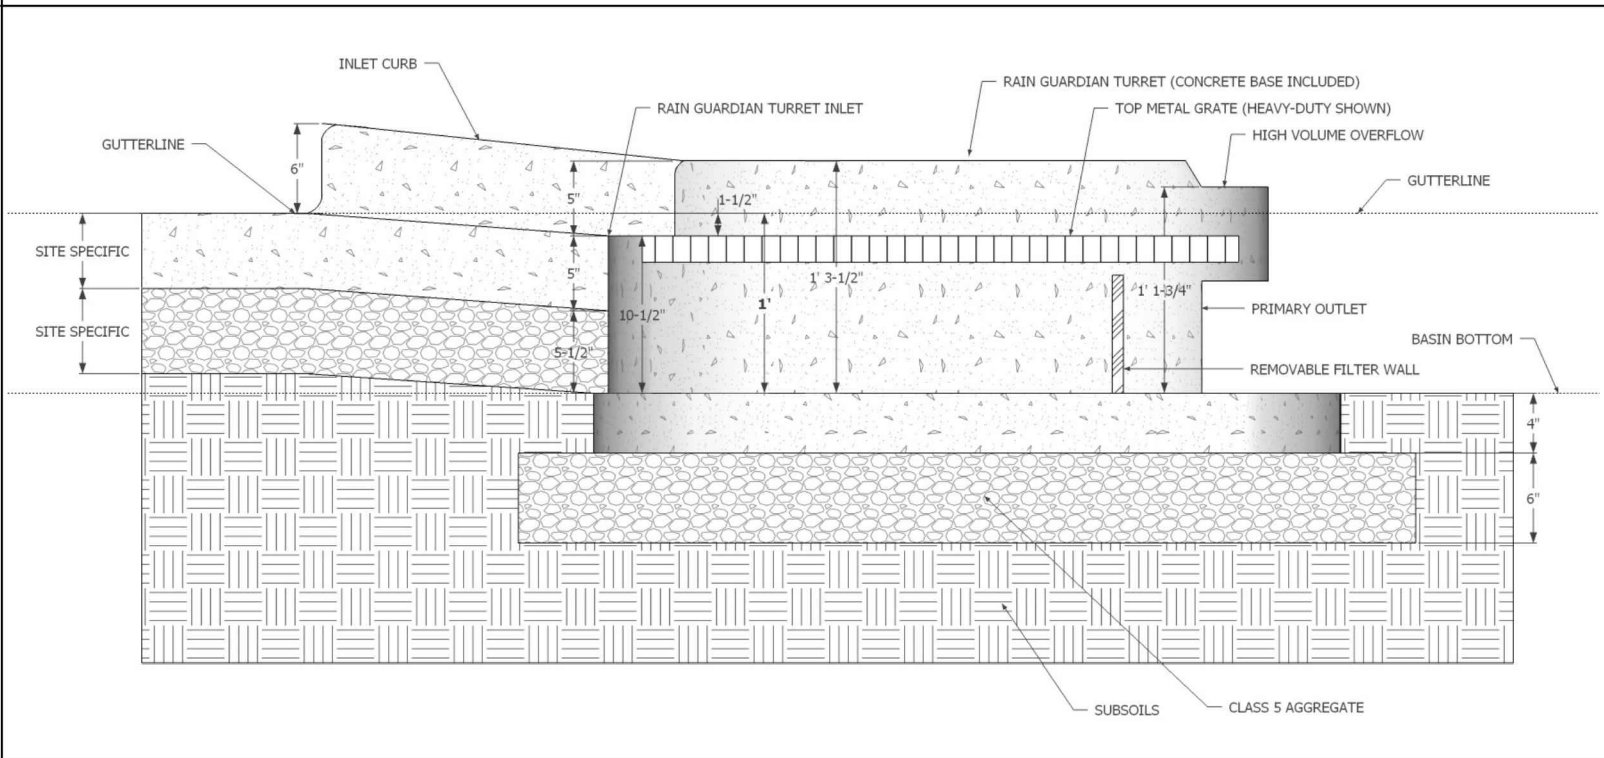 INLET CURB
RAIN GUARDIAN TURRET (CONCRETE BASE INCLUDED)
RAIN GUARDIAN TURRET INLET
TOP METAL GRATE (HEAVY-DUTY SHOWN)
HIGH VOLUME OVERFLOW
GUTTERLINE
6"
GUTTERLINE
5"
1-1/2"
SITE SPECIFIC
5"
1' 3-1/2"
1' 1-3/4"
1'
10-1/2"
PRIMARY OUTLET
SITE SPECIFIC
BASIN BOTTOM
5-1/2"
REMOVABLE FILTER WALL
4"
6"
SUBSOILS
CLASS 5 AGGREGATE